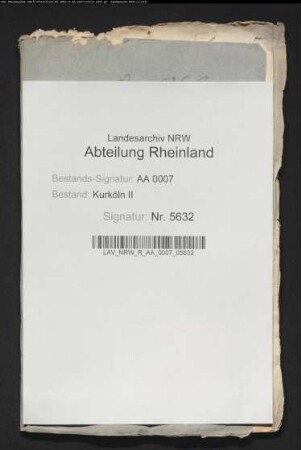 Landesarchiv NRW
Abteilung Rheinland
Bestands-Signatur: AA 0007
Bestand: Kurköln II
Signatur: Nr. 5632
LAV_NRW_R_AA_0007_05632